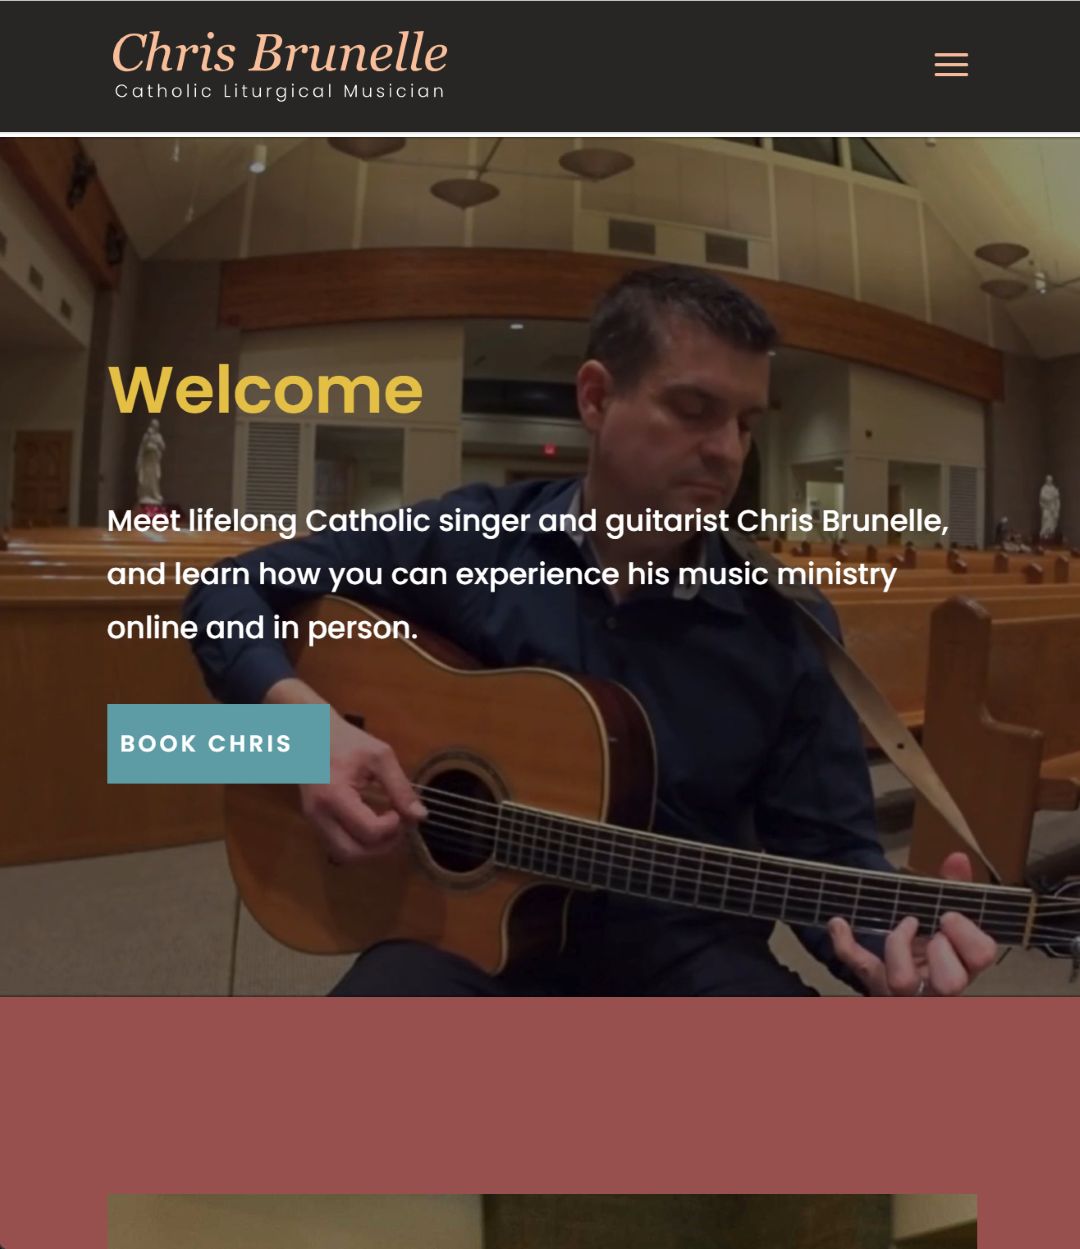 Chris Brunelle
Catholic Liturgical Musician
Welcome
Meet lifelong Catholic singer and guitarist Chris Brunelle,
and learn how you can experience his music ministry
online and in person.
BOOK CHRIS